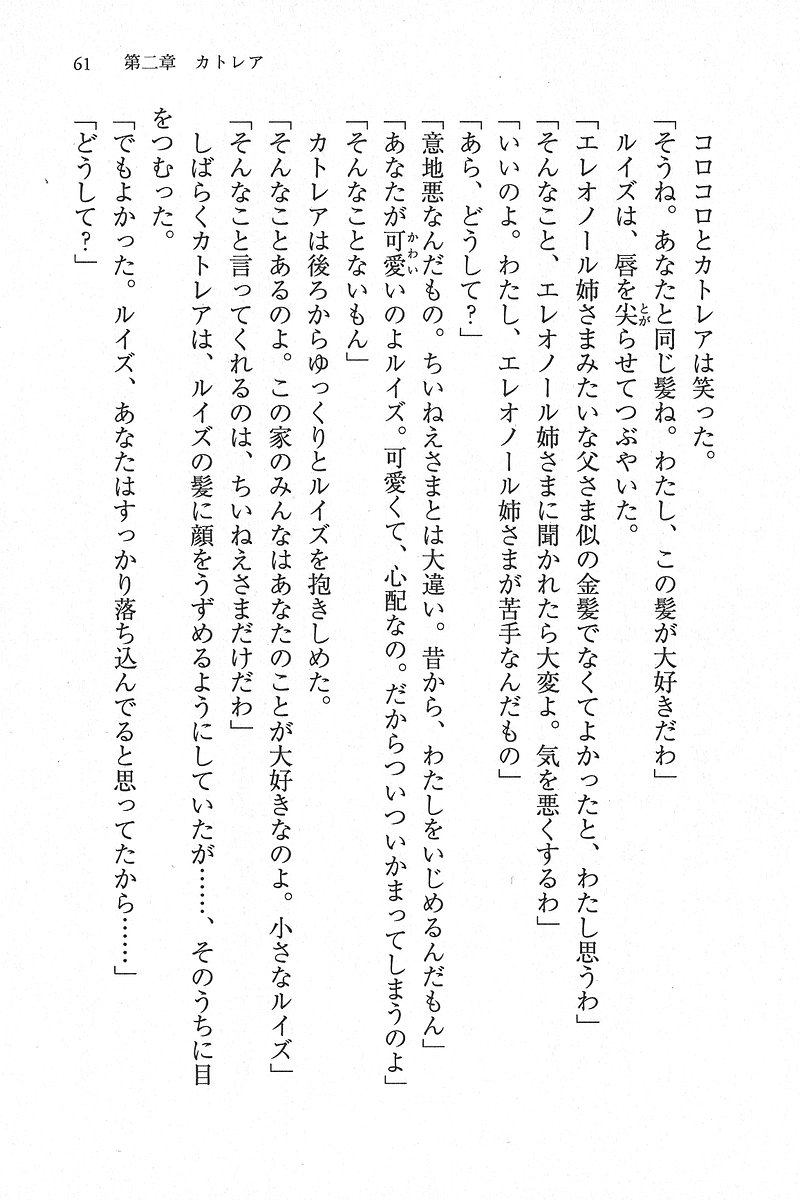 61　第二章　カトレア
　コロコロとカトレアは笑った。
「そうね。あなたと同じ髪ね。わたし、この髪が大好きだわ」
　ルイズは、唇を尖らせてつぶやいた。
「エレオノール姉さまみたいな父さま似の金髪でなくてよかったと、わたし思うわ」
「そんなこと、エレオノール姉さまに聞かれたら大変よ。気を悪くするわ」
「いいのよ。わたし、エレオノール姉さまが苦手なんだもの」
「あら、どうして？」
「意地悪なんだもの。ちいねえさまとは大違い。昔から、わたしをいじめるんだもん」
「あなたが可愛いのよルイズ。可愛くて、心配なの。だからついついかまってしまうのよ」
「そんなことないもん」
　カトレアは後ろからゆっくりとルイズを抱きしめた。
「そんなことあるのよ。この家のみんなはあなたのことが大好きなのよ。小さなルイズ」
「そんなこと言ってくれるのは、ちいねえさまだけだわ」
　しばらくカトレアは、ルイズの髪に顔をうずめるようにしていたが……、そのうちに目
をつむった。
「でもよかった。ルイズ、あなたはすっかり落ち込んでると思ってたから……」
「どうして？」